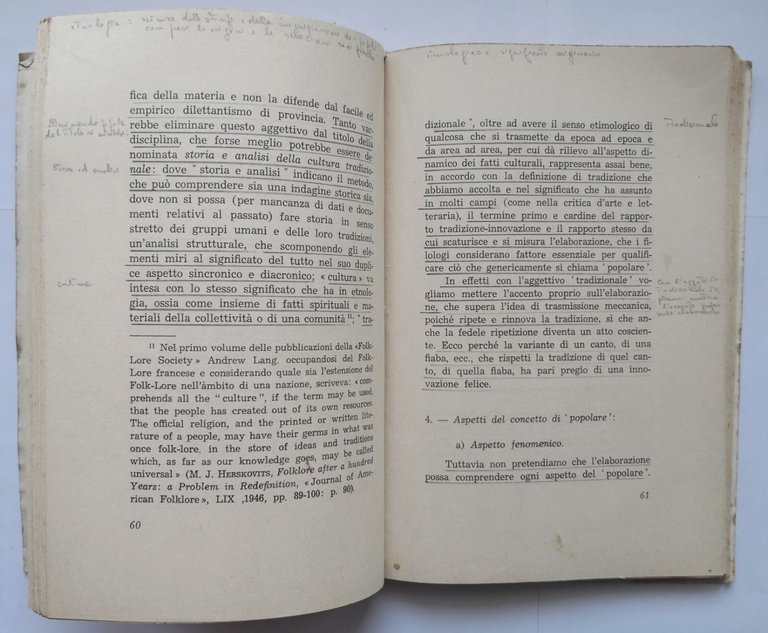 fica della materia e non la difende dal facile ed
empirico dilettantismo di provincia. Tanto var-
rebbe eliminare questo aggettivo dal titolo della
disciplina, che forse meglio potrebbe essere de-
nominata storia e analisi della cultura tradizio-
nale: dove " storia e analisi " indicano il metodo,
che può comprendere sia una indagine storica sia,
dove non si possa (per mancanza di dati e docu-
menti relativi al passato) fare storia in senso
stretto dei gruppi umani e delle loro tradizioni,
un'analisi strutturale, che scomponendo gli ele-
menti miri al significato del tutto nel suo dupli-
ce aspetto sincronico e diacronico; « cultura » va
intesa con lo stesso significato che ha in etnolo-
gia, ossia come insieme di fatti spirituali e ma-
teriali della collettività o di una comunità 11; ' tra-
11 Nel primo volume delle pubblicazioni della «Folk-
Lore Society» Andrew Lang, occupandosi del Folk-
Lore francese e considerando quale sia l'estensione del
Folk-Lore nell'àmbito di una nazione, scriveva: «com-
prehends all the "culture", if the term may be used,
that the people has created out of its own resources.
The official religion, and the printed or written lite-
rature of a people, may have their germs in what was
once folk-lore, in the store of ideas and traditions
which, as far as our knowledge goes, may be called
universal» (M. J. HERSKOVITS, Folklore after a hundred
Years: a Problem in Redefinition, «Journal of Ame-
rican Folklore», LIX ,1946, pp. 89-100: p. 90).
60
Tradizionale
dizionale ', oltre ad avere il senso etimologico di
qualcosa che si trasmette da epoca ad epoca e
da area ad area, per cui dà rilievo all'aspetto di-
namico dei fatti culturali, rappresenta assai bene,
in accordo con la definizione di tradizione che
abbiamo accolta e nel significato che ha assunto
in molti campi (come nella critica d'arte e let-
teraria), il termine primo e cardine del rappor-
to tradizione-innovazione e il rapporto stesso da
cui scaturisce e si misura l'elaborazione, che i fi-
lologi considerano fattore essenziale per quali-
ficare ciò che genericamente si chiama 'popolare'.
In effetti con l'aggettivo 'tradizionale' vo-
gliamo mettere l'accento proprio sull'elaborazio-
ne, che supera l'idea di trasmissione meccanica,
poiché ripete e rinnova la tradizione, sì che an-
che la fedele ripetizione diventa un atto coscien-
te. Ecco perché la variante di un canto, di una
fiaba, ecc., che rispetti la tradizione di quel can-
to, di quella fiaba, ha pari pregio di una inno-
vazione felice.
4. — Aspetti del concetto di ' popolare ':
a) Aspetto fenomenico.
Tuttavia non pretendiamo che l'elaborazione
possa comprendere ogni aspetto del 'popolare'.
61